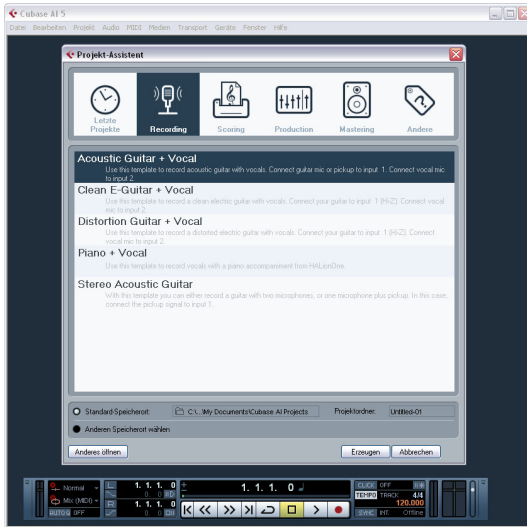 Cubase AI 5
Datei Bearbeiten Projekt Audio MIDI Medien Transport Geräte Fenster Hilfe
Projekt-Assistent
Letzte
Projekte Recording Scoring Production Mastering Andere
Acoustic Guitar + Vocal
Use this template to record acoustic guitar with vocals. Connect guitar mic or pickup to input 1. Connect vocal mic
to input 2.
Clean E-Guitar + Vocal
Use this template to record a clean electric guitar with vocals. Connect your guitar to input 1 (Hi-Z). Connect vocal
mic to input 2.
Distortion Guitar + Vocal
Use this template to record a distorted electric guitar with vocals. Connect your guitar to input 1 (Hi-Z). Connect
vocal mic to input 2.
Piano + Vocal
Use this template to record vocals with a piano accompaniment from HALionOne.
Stereo Acoustic Guitar
With this template you can either record a guitar with two microphones, or one microphone plus pickup. In this case,
connect the pickup signal to input 1.
Standard-Speicherort C:\...\My Documents\Cubase AI Projects Projektordner: Untitled-01
Anderen Speicherort wählen
Anderes öffnen Erzeugen Abbrechen
Normal L 1. 1. 1. 0 1. 1. 1. 0 CLICK OFF
0. 0 TEMPO TRACK 4/4
Mix (MIDI) R 1. 1. 1. 0 120.000
AUTO Q OFF 0. 0 SYNC INT. Offline